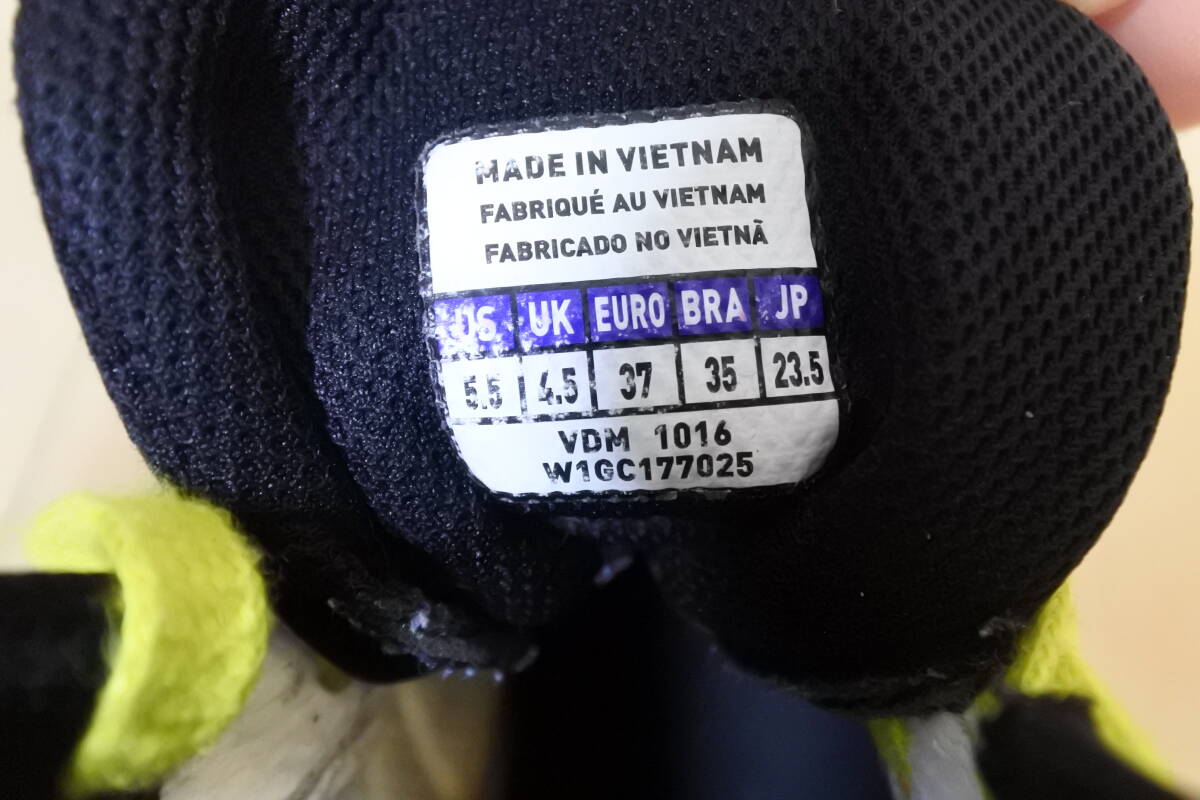 MADE IN VIETNAM
FABRIQUÉ AU VIETNAM
FABRICADO NO VIETNÃ
US UK EURO BRA JP
5.5 4.5 37 35 23.5
VDM 1016
W1GC177025